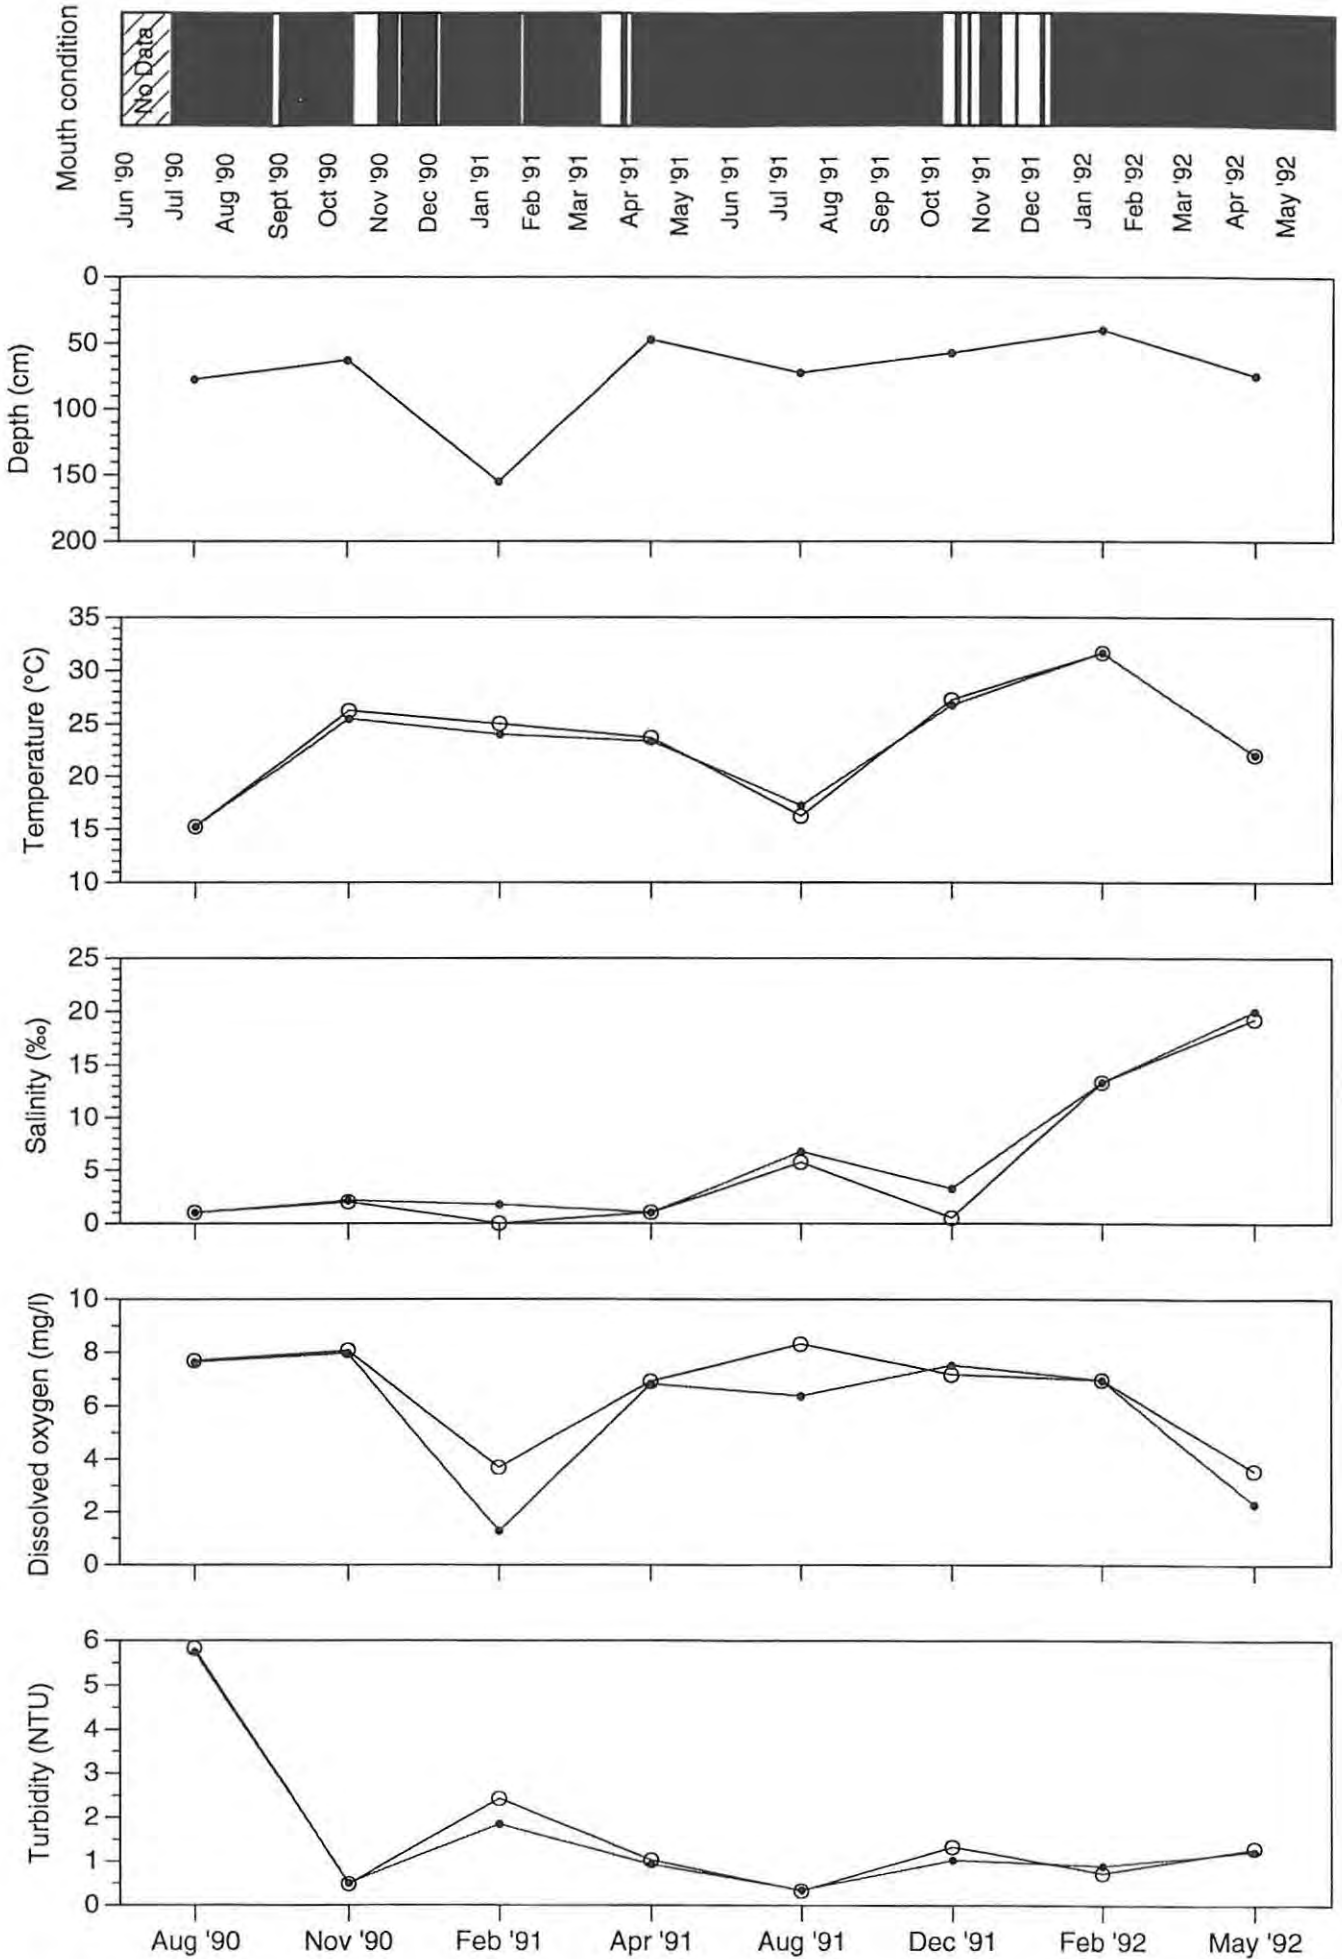 Mouth condition
No Data
Jun '90
Jul '90
Aug '90
Sept '90
Oct '90
Nov '90
Dec '90
Jan '91
Feb '91
Mar '91
Apr '91
May '91
Jun '91
Jul '91
Aug '91
Sep '91
Oct '91
Nov '91
Dec '91
Jan '92
Feb '92
Mar '92
Apr '92
May '92
Depth (cm)
0
50
100
150
200
Temperature (°C)
35
30
25
20
15
10
Salinity (‰)
25
20
15
10
5
0
Dissolved oxygen (mg/l)
10
8
6
4
2
0
Turbidity (NTU)
6
5
4
3
2
1
0
Aug '90 Nov '90 Feb '91 Apr '91 Aug '91 Dec '91 Feb '92 May '92